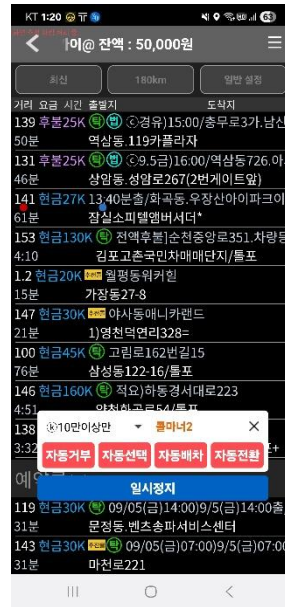 KT 1:20 63
이@ 잔액 : 50,000원
최신 180km 일반 설정
거리 요금 시간 출발지 도착지
139 후불25K 탁 법 ⓒ경유)15:00/충무로3가.남산
50분 역삼동.119카플라자
131 후불25K 탁 법 ⓒ9.5금)16:00/역삼동726.아.
46분 상암동.성암로267(2번게이트앞)
141 현금27K 13:40분출/화곡동.우장산아이파크이
61분 잠실소피텔앰버서더*
153 현금130K 탁 전액후불]순천중앙로351.차량등
4:10 김포고촌국민차매매단지/톨포
1.2 현금20K 월평동워커힐
15분 가장동27-8
147 현금30K 야사동애니카랜드
21분 1)영천덕연리328=
100 현금45K 탁 고림로162번길15
76분 삼성동122-16/톨포
146 현금160K 탁 적요)하동경서대로223
4:51
138
ⓚ10만이상만 콜마너2 ×
3:32 자동거부 자동선택 자동배차 자동전환
일시정지
119 현금30K 탁 09/05(금)14:00)9/5(금)14:00출
31분 문정동.벤츠송파서비스센터
143 현금30K 탁 09/05(금)07:00)9/5(금)07:00
31분 마천로221